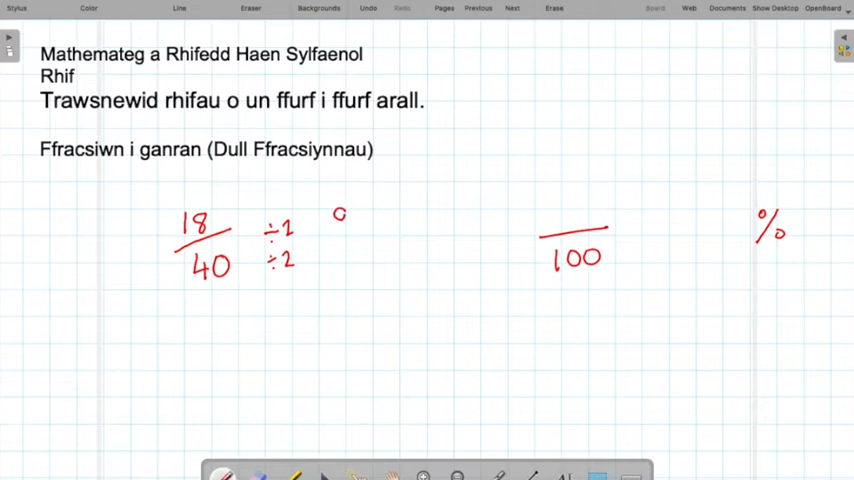 Stylus Color Line Eraser Backgrounds Undo Redo Pages Previous Next Erase Board Web Documents Show Desktop OpenBoard
Mathemateg a Rhifedd Haen Sylfaenol
Rhif
Trawsnewid rhifau o un ffurf i ffurf arall.
Ffracsiwn i ganran (Dull Ffracsiynnau)
18 ÷2 %
40 ÷2 100